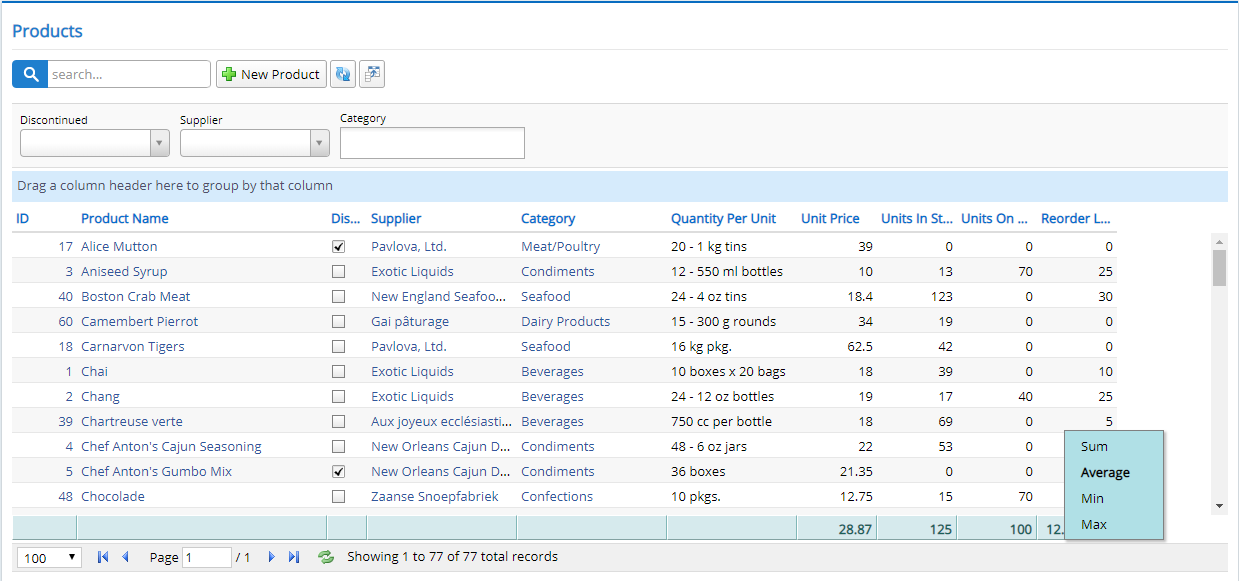 Products
search... New Product
Discontinued Supplier Category
Drag a column header here to group by that column
ID Product Name Dis... Supplier Category Quantity Per Unit Unit Price Units In St... Units On ... Reorder L...
17 Alice Mutton Pavlova, Ltd. Meat/Poultry 20 - 1 kg tins 39 0 0 0
3 Aniseed Syrup Exotic Liquids Condiments 12 - 550 ml bottles 10 13 70 25
40 Boston Crab Meat New England Seafoo... Seafood 24 - 4 oz tins 18.4 123 0 30
60 Camembert Pierrot Gai pâturage Dairy Products 15 - 300 g rounds 34 19 0 0
18 Carnarvon Tigers Pavlova, Ltd. Seafood 16 kg pkg. 62.5 42 0 0
1 Chai Exotic Liquids Beverages 10 boxes x 20 bags 18 39 0 10
2 Chang Exotic Liquids Beverages 24 - 12 oz bottles 19 17 40 25
39 Chartreuse verte Aux joyeux ecclésiasti... Beverages 750 cc per bottle 18 69 0 5
4 Chef Anton's Cajun Seasoning New Orleans Cajun D... Condiments 48 - 6 oz jars 22 53 0
5 Chef Anton's Gumbo Mix New Orleans Cajun D... Condiments 36 boxes 21.35 0 0
48 Chocolade Zaanse Snoepfabriek Confections 10 pkgs. 12.75 15 70
Sum
Average
Min
Max
28.87 125 100 12.
100 Page 1 / 1 Showing 1 to 77 of 77 total records